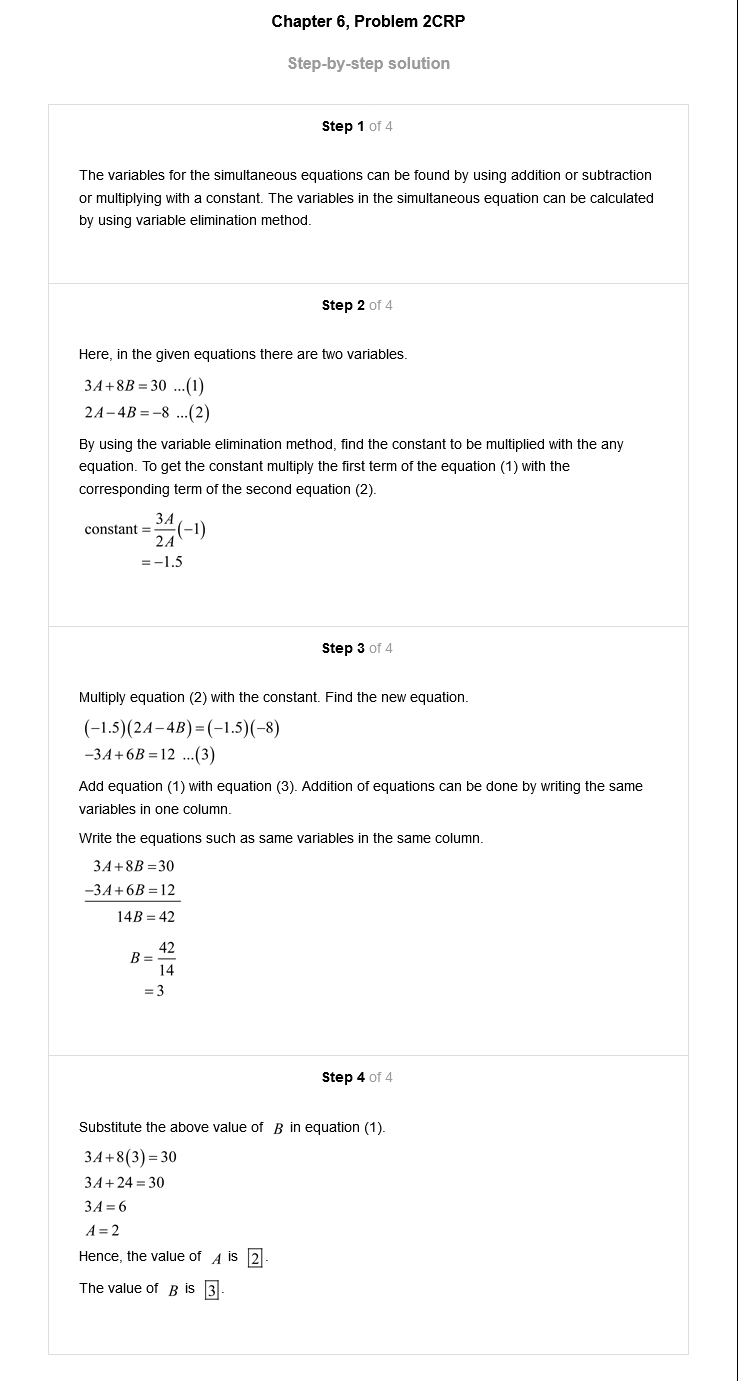 Chapter 6, Problem 2CRP
Step-by-step solution
Step 1 of 4
The variables for the simultaneous equations can be found by using addition or subtraction
or multiplying with a constant. The variables in the simultaneous equation can be calculated
by using variable elimination method.
Step 2 of 4
Here, in the given equations there are two variables.
3A+8B=30 ...(1)
2A−4B=−8 ...(2)
By using the variable elimination method, find the constant to be multiplied with the any
equation. To get the constant multiply the first term of the equation (1) with the
corresponding term of the second equation (2).
constant = 3A/2A (−1)
=−1.5
Step 3 of 4
Multiply equation (2) with the constant. Find the new equation.
(−1.5)(2A−4B)=(−1.5)(−8)
−3A+6B=12 ...(3)
Add equation (1) with equation (3). Addition of equations can be done by writing the same
variables in one column.
Write the equations such as same variables in the same column.
3A+8B=30
−3A+6B=12
14B=42
B=42/14
=3
Step 4 of 4
Substitute the above value of B in equation (1).
3A+8(3)=30
3A+24=30
3A=6
A=2
Hence, the value of A is 2.
The value of B is 3.